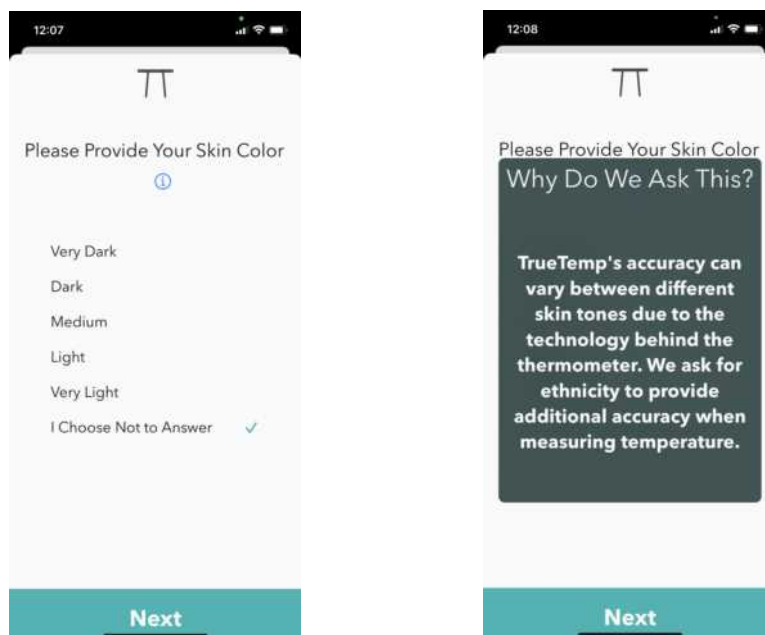 12:07
Please Provide Your Skin Color
Very Dark
Dark
Medium
Light
Very Light
I Choose Not to Answer
Next
12:08
Please Provide Your Skin Color
Why Do We Ask This?
TrueTemp's accuracy can
vary between different
skin tones due to the
technology behind the
thermometer. We ask for
ethnicity to provide
additional accuracy when
measuring temperature.
Next